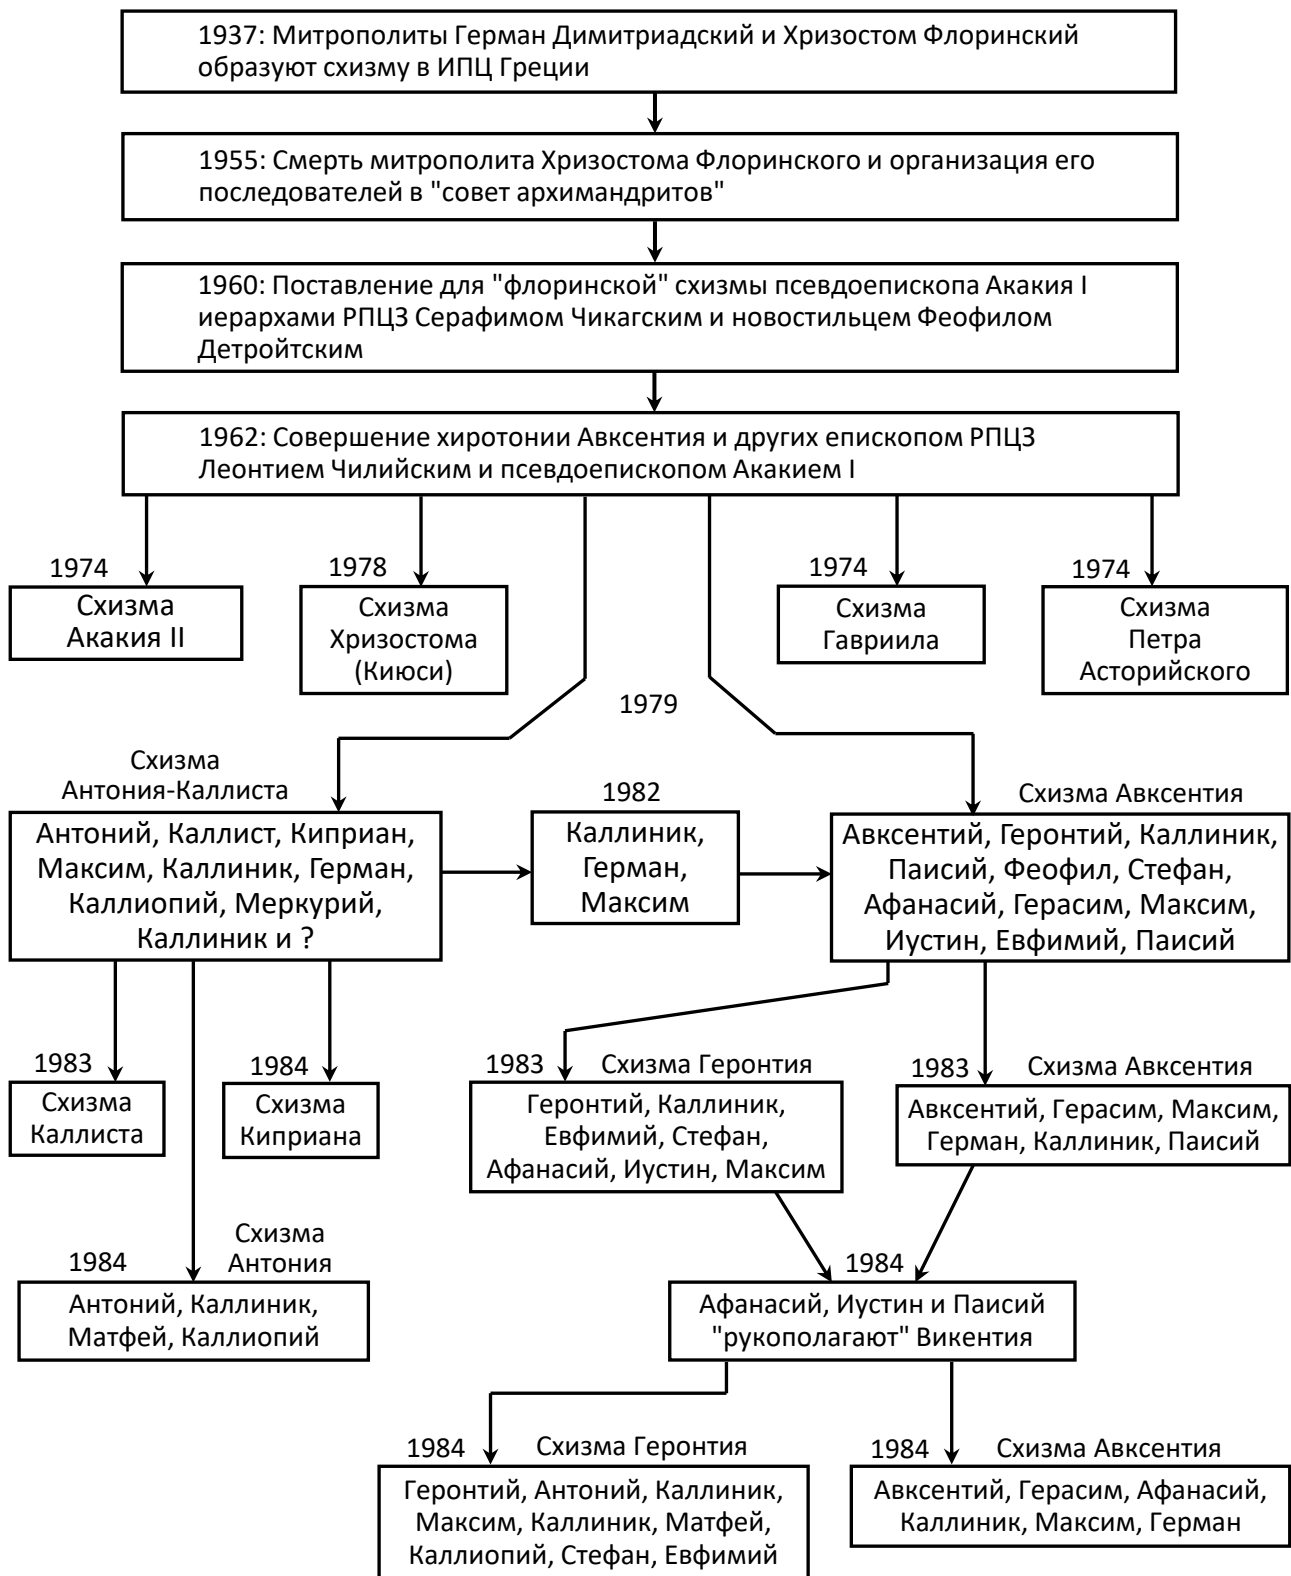 1937: Митрополиты Герман Димитриадский и Хризостом Флоринский
образуют схизму в ИПЦ Греции
1955: Смерть митрополита Хризостома Флоринского и организация его
последователей в "совет архимандритов"
1960: Поставление для "флоринской" схизмы псевдоепископа Акакия I
иерархами РПЦЗ Серафимом Чикагским и новостильцем Феофилом
Детройтским
1962: Совершение хиротонии Авксентия и других епископом РПЦЗ
Леонтием Чилийским и псевдоепископом Акакием I
1974
Схизма
Акакия II
1978
Схизма
Хризостома
(Киюси)
1974
Схизма
Гавриила
1974
Схизма
Петра
Асторийского
1979
Схизма
Антония-Каллиста
Антоний, Каллист, Киприан,
Максим, Каллиник, Герман,
Каллиопий, Меркурий,
Каллиник и ?
1982
Каллиник,
Герман,
Максим
Схизма Авксентия
Авксентий, Геронтий, Каллиник,
Паисий, Феофил, Стефан,
Афанасий, Герасим, Максим,
Иустин, Евфимий, Паисий
1983
Схизма
Каллиста
1984
Схизма
Киприана
1983
Схизма Геронтия
Геронтий, Каллиник,
Евфимий, Стефан,
Афанасий, Иустин, Максим
1983
Схизма Авксентия
Авксентий, Герасим, Максим,
Герман, Каллиник, Паисий
1984
Схизма
Антония
Антоний, Каллиник,
Матфей, Каллиопий
1984
Афанасий, Иустин и Паисий
"рукополагают" Викентия
1984
Схизма Геронтия
Геронтий, Антоний, Каллиник,
Максим, Каллиник, Матфей,
Каллиопий, Стефан, Евфимий
1984
Схизма Авксентия
Авксентий, Герасим, Афанасий,
Каллиник, Максим, Герман